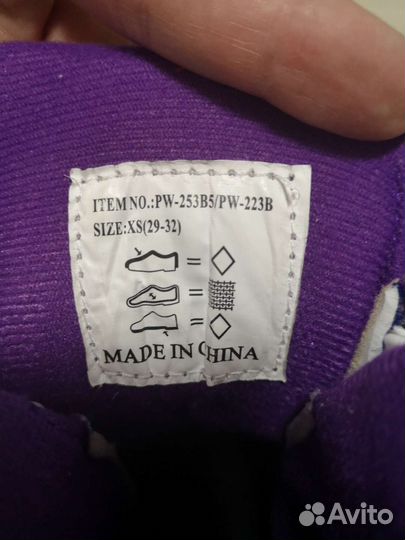 ITEM NO.:PW-253B5/PW-223B
SIZE:XS(29-32)
=
=
=
MADE IN CHINA
Avito